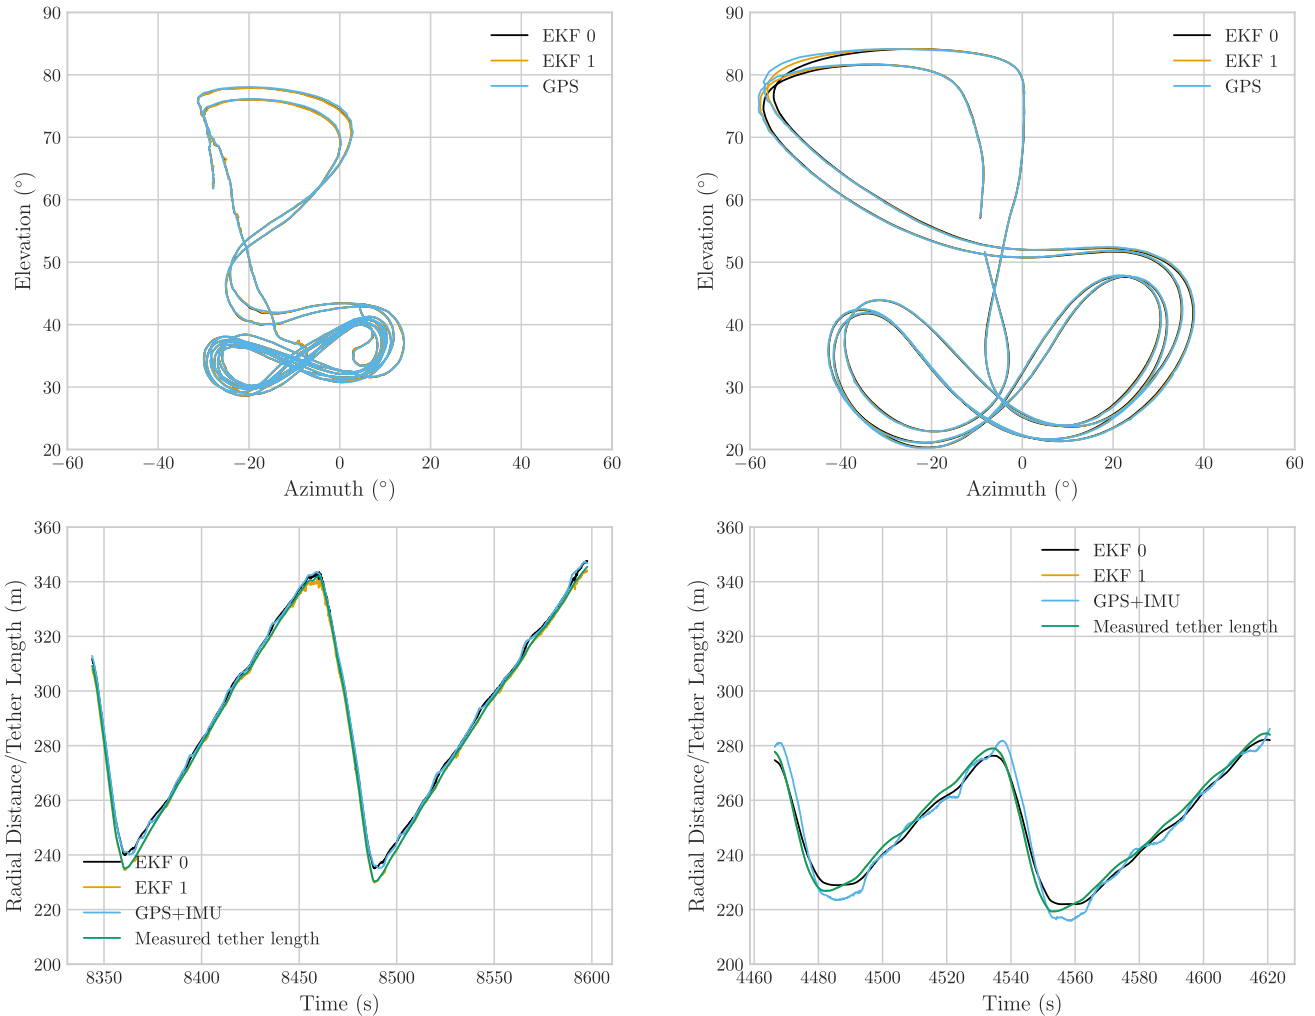 90
80
70
60
50
40
30
20
Elevation (°)
−60
−40
−20
0
20
40
60
Azimuth (°)
EKF 0
EKF 1
GPS
90
80
70
60
50
40
30
20
Elevation (°)
−60
−40
−20
0
20
40
60
Azimuth (°)
EKF 0
EKF 1
GPS
360
340
320
300
280
260
240
220
200
Radial Distance/Tether Length (m)
8350
8400
8450
8500
8550
8600
Time (s)
EKF 0
EKF 1
GPS+IMU
Measured tether length
360
340
320
300
280
260
240
220
200
Radial Distance/Tether Length (m)
4460
4480
4500
4520
4540
4560
4580
4600
4620
Time (s)
EKF 0
EKF 1
GPS+IMU
Measured tether length